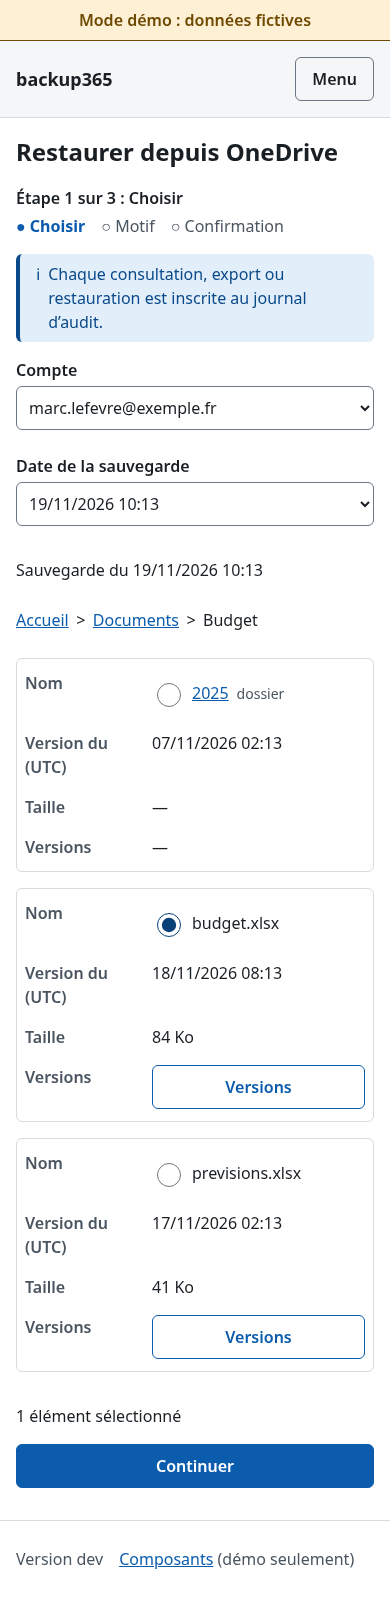 Mode démo : données fictives
backup365
Menu
Restaurer depuis OneDrive
Étape 1 sur 3 : Choisir
● Choisir ○ Motif ○ Confirmation
i Chaque consultation, export ou
restauration est inscrite au journal
d’audit.
Compte
marc.lefevre@exemple.fr
Date de la sauvegarde
19/11/2026 10:13
Sauvegarde du 19/11/2026 10:13
Accueil > Documents > Budget
Nom 2025 dossier
Version du 07/11/2026 02:13
(UTC)
Taille —
Versions —
Nom budget.xlsx
Version du 18/11/2026 08:13
(UTC)
Taille 84 Ko
Versions Versions
Nom previsions.xlsx
Version du 17/11/2026 02:13
(UTC)
Taille 41 Ko
Versions Versions
1 élément sélectionné
Continuer
Version dev Composants (démo seulement)